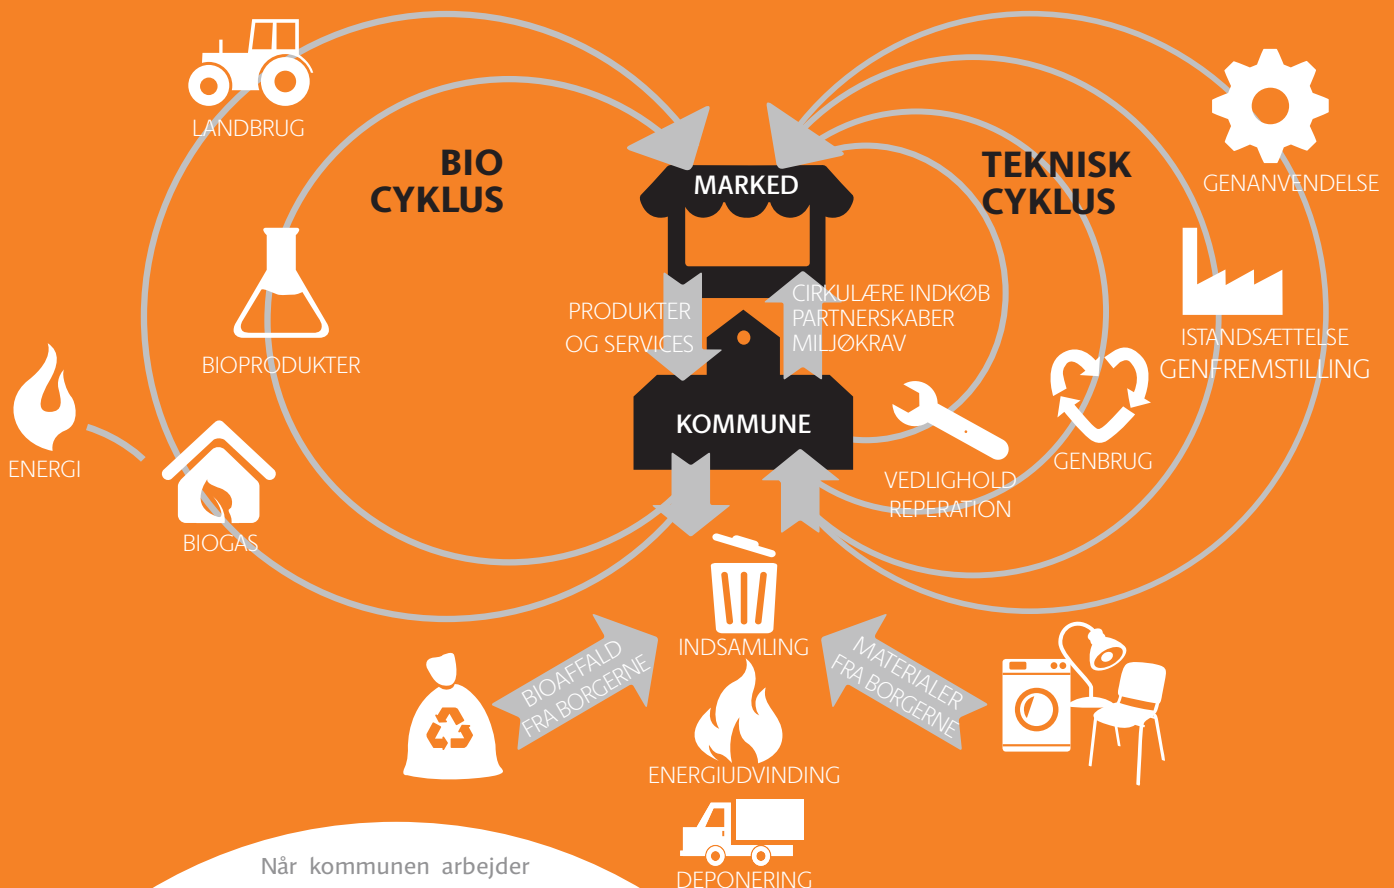 LANDBRUG
BIO
CYKLUS
MARKED
TEKNISK
CYKLUS
GENANVENDELSE
PRODUKTER
OG SERVICES
CIRKULÆRE INDKØB
PARTNERSKABER
MILJØKRAV
BIOPRODUKTER
ISTANDSÆTTELSE
GENFREMSTILLING
ENERGI
KOMMUNE
GENBRUG
VEDLIGHOLD
REPERATION
BIOGAS
INDSAMLING
BIOAFFALD
FRA BORGERNE
MATERIALER
FRA BORGERNE
ENERGIUDVINDING
DEPONERING
Når kommunen arbejder